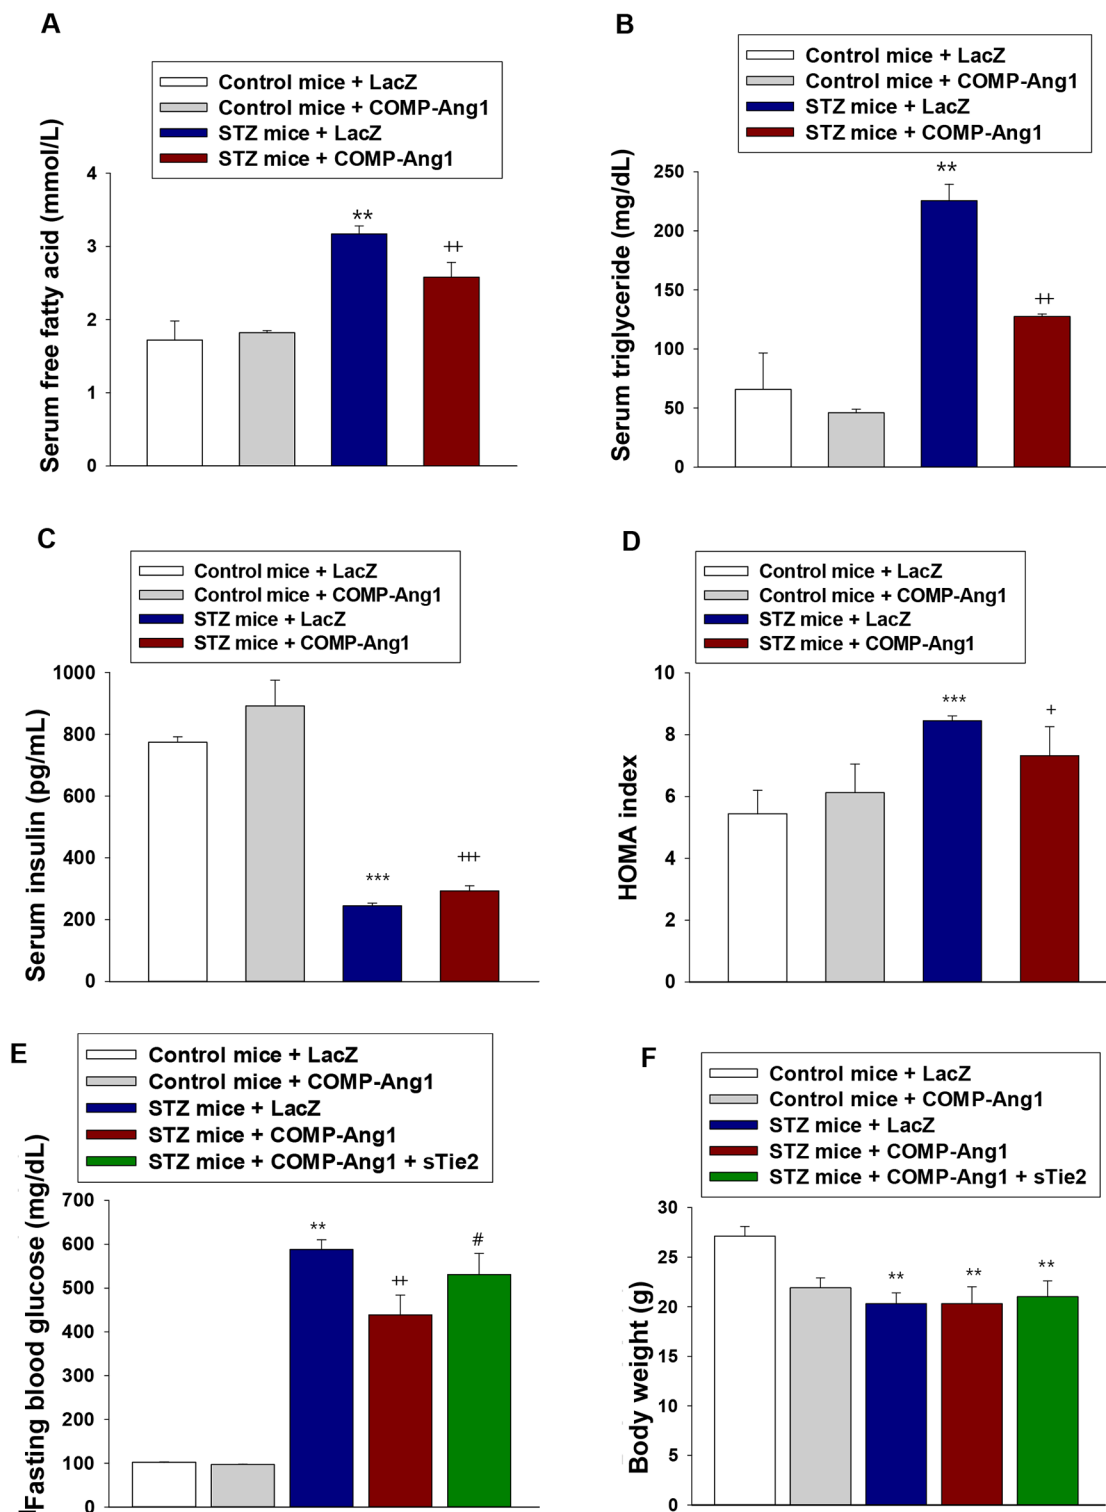 A
Control mice + LacZ
Control mice + COMP-Ang1
STZ mice + LacZ
STZ mice + COMP-Ang1
Serum free fatty acid (mmol/L)
4
3
2
1
0
**
++
B
Control mice + LacZ
Control mice + COMP-Ang1
STZ mice + LacZ
STZ mice + COMP-Ang1
Serum triglyceride (mg/dL)
250
200
150
100
50
0
**
++
C
Control mice + LacZ
Control mice + COMP-Ang1
STZ mice + LacZ
STZ mice + COMP-Ang1
Serum insulin (pg/mL)
1000
800
600
400
200
0
***
+++
D
Control mice + LacZ
Control mice + COMP-Ang1
STZ mice + LacZ
STZ mice + COMP-Ang1
HOMA index
10
8
6
4
2
0
***
+
E
Control mice + LacZ
Control mice + COMP-Ang1
STZ mice + LacZ
STZ mice + COMP-Ang1
STZ mice + COMP-Ang1 + sTie2
Fasting blood glucose (mg/dL)
700
600
500
400
300
200
100
0
**
++
#
F
Control mice + LacZ
Control mice + COMP-Ang1
STZ mice + LacZ
STZ mice + COMP-Ang1
STZ mice + COMP-Ang1 + sTie2
Body weight (g)
30
25
20
15
10
5
0
**
**
**